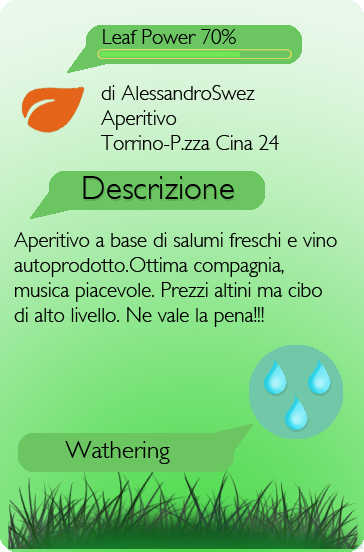 Leaf Power 70%
di AlessandroSwez
Aperitivo
Torrino-P.zza Cina 24
Descrizione
Aperitivo a base di salumi freschi e vino
autoprodotto.Ottima compagnia,
musica piacevole. Prezzi altini ma cibo
di alto livello. Ne vale la pena!!!
Wathering